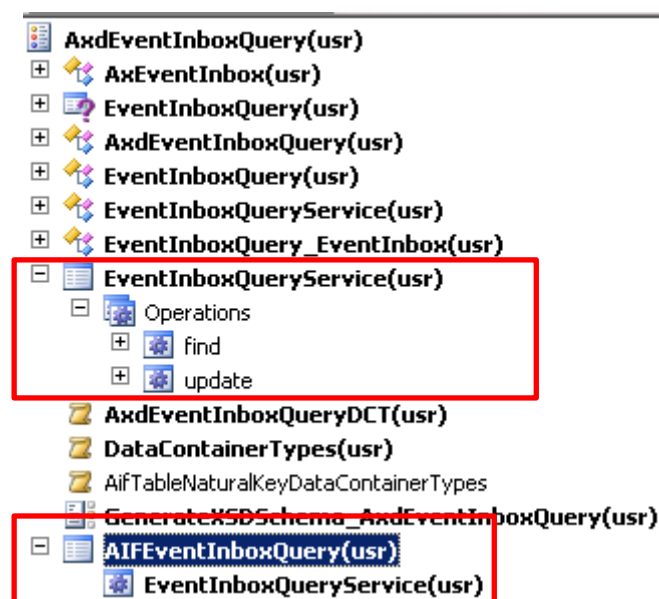 AxdEventInboxQuery(usr)
AxEventInbox(usr)
EventInboxQuery(usr)
AxdEventInboxQuery(usr)
EventInboxQuery(usr)
EventInboxQueryService(usr)
EventInboxQuery_EventInbox(usr)
EventInboxQueryService(usr)
Operations
find
update
AxdEventInboxQueryDCT(usr)
DataContainerTypes(usr)
AifTableNaturalKeyDataContainerTypes
GenerateXSDSchema_AxdEventInboxQuery(usr)
AIFEventInboxQuery(usr)
EventInboxQueryService(usr)